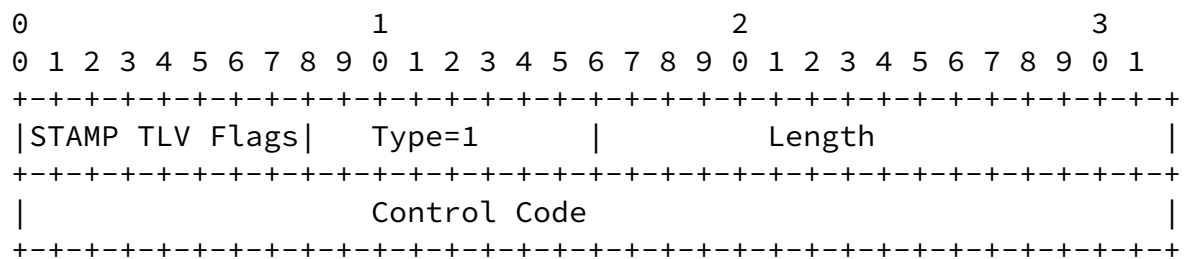 0                   1                   2                   3
0 1 2 3 4 5 6 7 8 9 0 1 2 3 4 5 6 7 8 9 0 1 2 3 4 5 6 7 8 9 0 1
+-+-+-+-+-+-+-+-+-+-+-+-+-+-+-+-+-+-+-+-+-+-+-+-+-+-+-+-+-+-+-+-+
|STAMP TLV Flags|   Type=1      |         Length                |
+-+-+-+-+-+-+-+-+-+-+-+-+-+-+-+-+-+-+-+-+-+-+-+-+-+-+-+-+-+-+-+-+
|                   Control Code                                |
+-+-+-+-+-+-+-+-+-+-+-+-+-+-+-+-+-+-+-+-+-+-+-+-+-+-+-+-+-+-+-+-+